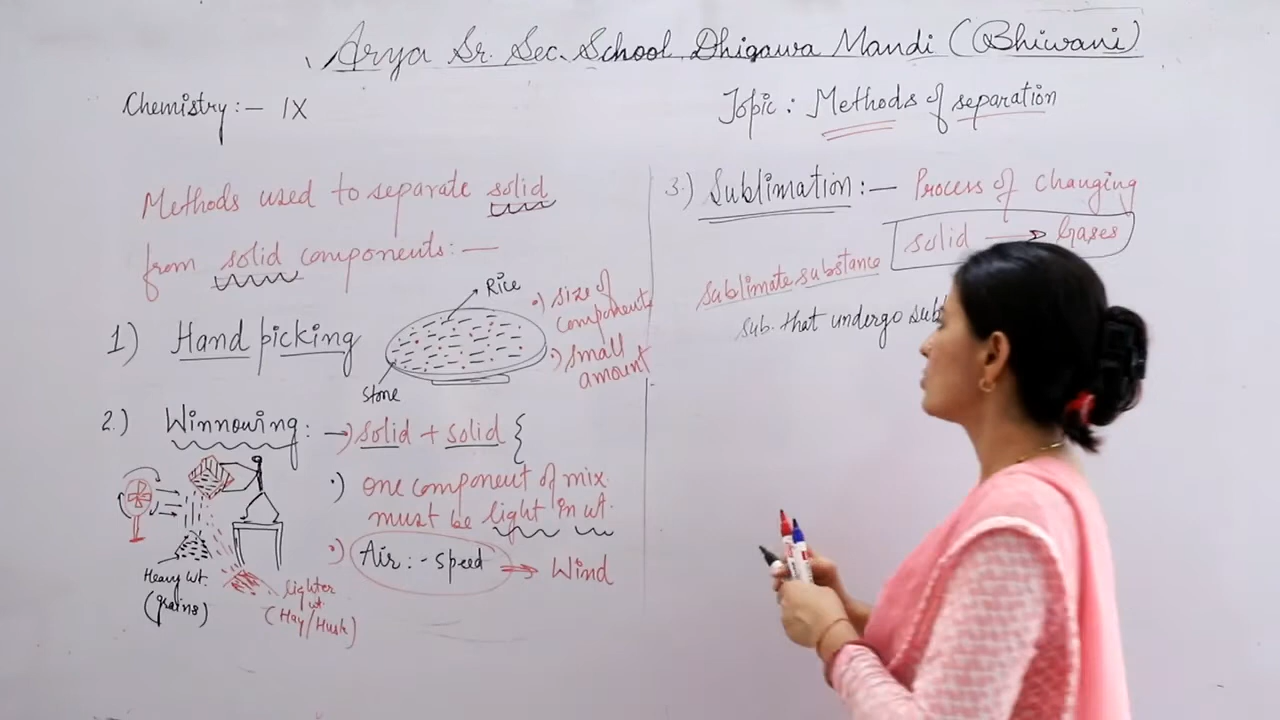 Arya Sr. Sec. School Dhigawa Mandi (Bhiwani)
Chemistry :- IX
Topic : Methods of separation
Methods used to separate solid
from solid components :-
1) Hand picking
Rice
Stone
•) size of
components
•) small
amount
2.) Winnowing : → solid + solid {
•) one component of mix.
must be light in wt.
•) Air :- speed ⇒ Wind
Heavy wt.
(grains)
lighter
wt.
(Hay/Husk)
3.) Sublimation :- Process of changing
solid → Gases
Sublimate substance
sub. that undergo sub